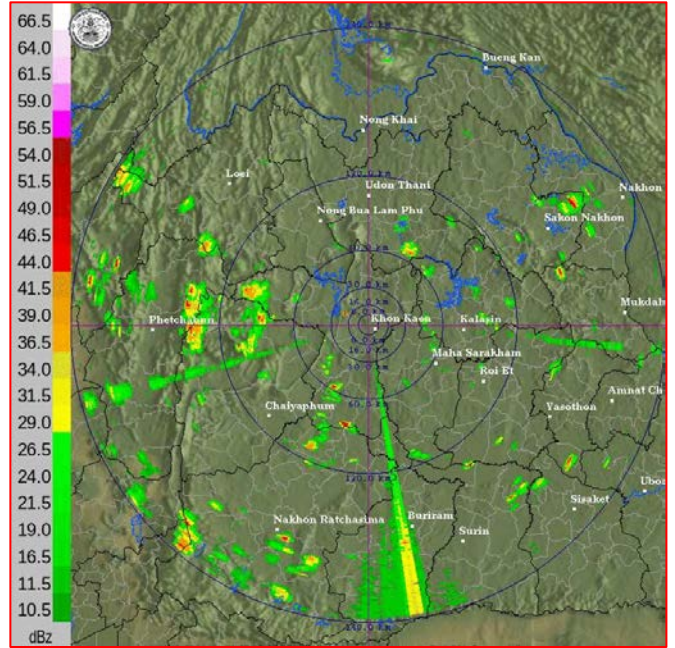 66.5
64.0
61.5
59.0
56.5
54.0
51.5
49.0
46.5
44.0
41.5
39.0
36.5
34.0
31.5
29.0
26.5
24.0
21.5
19.0
16.5
11.5
10.5
dBz
Bueng Kan
Nong Khai
Loei
Udon Thani
Nong Bua Lam Phu
Nakhon
Sakon Nakhon
Mukdah
Phetchabun
Khon Kaen
Kalasin
Maha Sarakham
Roi Et
Amnat Ch
Chaiyaphum
Yasothon
Ubon
Sisaket
Nakhon Ratchasima
Buriram
Surin